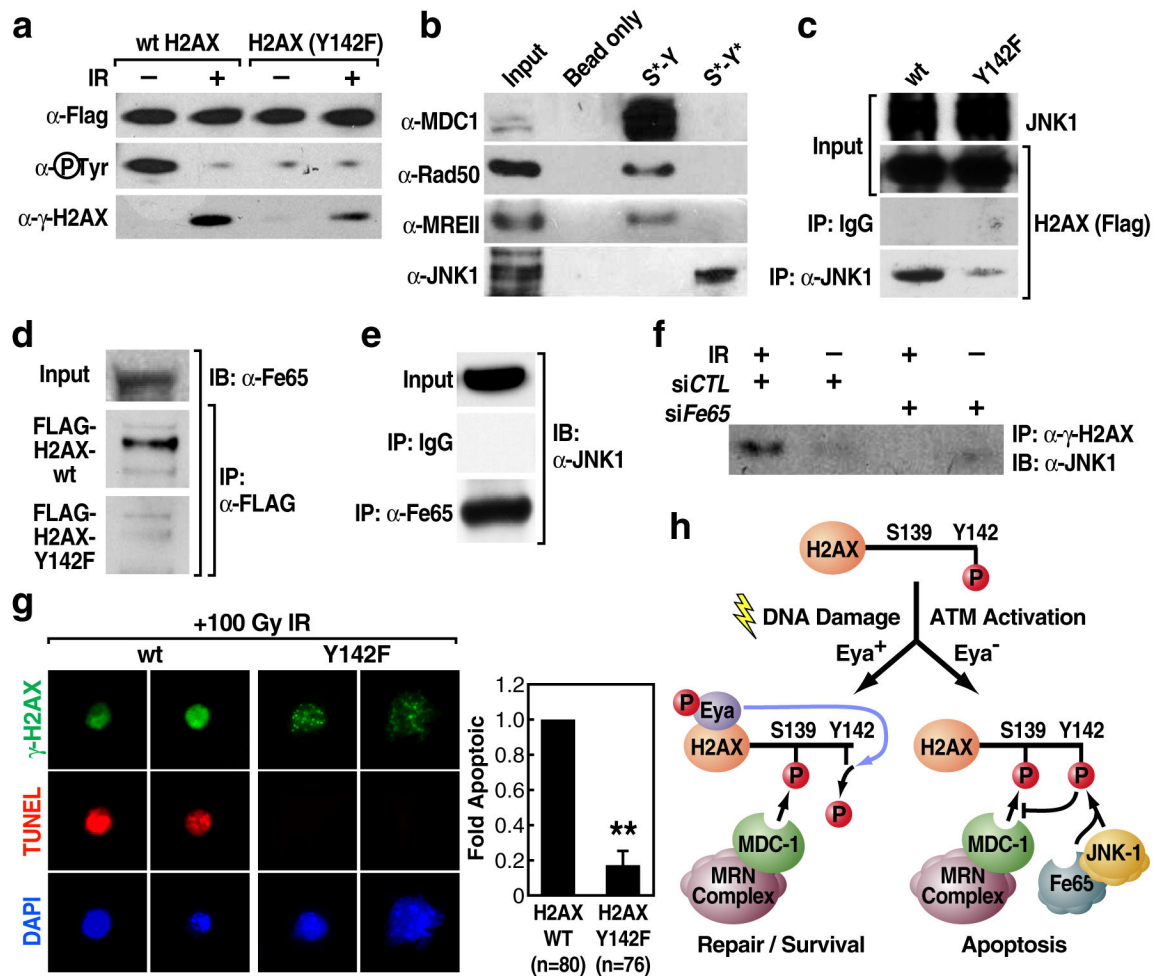 a
wt H2AX H2AX (Y142F)
IR − + − +
α-Flag
α-PTyr
α-γ-H2AX
b
Input Bead only S*-Y S*-Y*
α-MDC1
α-Rad50
α-MREII
α-JNK1
c
wt Y142F
Input
JNK1
IP: IgG
H2AX (Flag)
IP: α-JNK1
d
Input
IB: α-Fe65
FLAG-
H2AX-
wt
IP:
α-FLAG
FLAG-
H2AX-
Y142F
e
Input
IP: IgG
IB:
α-JNK1
IP: α-Fe65
f
IR + − + −
siCTL + +
siFe65 + +
IP: α-γ-H2AX
IB: α-JNK1
g
+100 Gy IR
wt Y142F
γ-H2AX
TUNEL
DAPI
Fold Apoptoic
1.2
1.0
0.8
0.6
0.4
0.2
0
**
H2AX H2AX
WT Y142F
(n=80) (n=76)
h
H2AX S139 Y142
P
DNA Damage ATM Activation
Eya+ Eya-
P Eya
H2AX S139 Y142
P
P
MDC-1
MRN
Complex
Repair / Survival
H2AX S139 Y142
P P
MDC-1 JNK-1
MRN
Complex
Fe65
Apoptosis